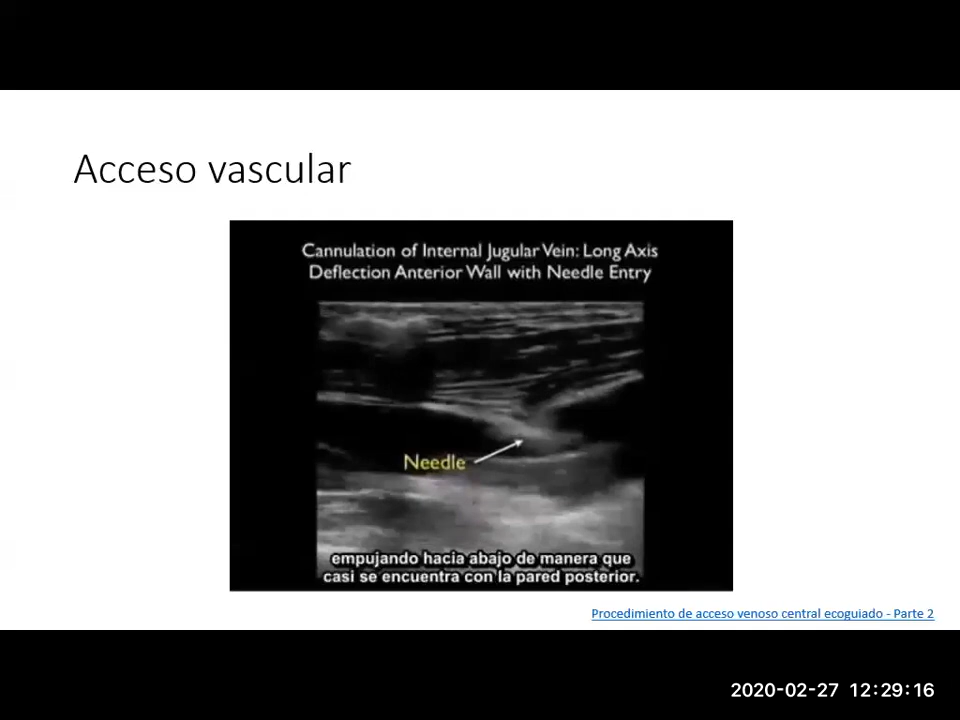 Acceso vascular
Cannulation of Internal Jugular Vein: Long Axis
Deflection Anterior Wall with Needle Entry
Needle
empujando hacia abajo de manera que
casi se encuentra con la pared posterior.
Procedimiento de acceso venoso central ecoguiado - Parte 2
2020-02-27 12:29:16